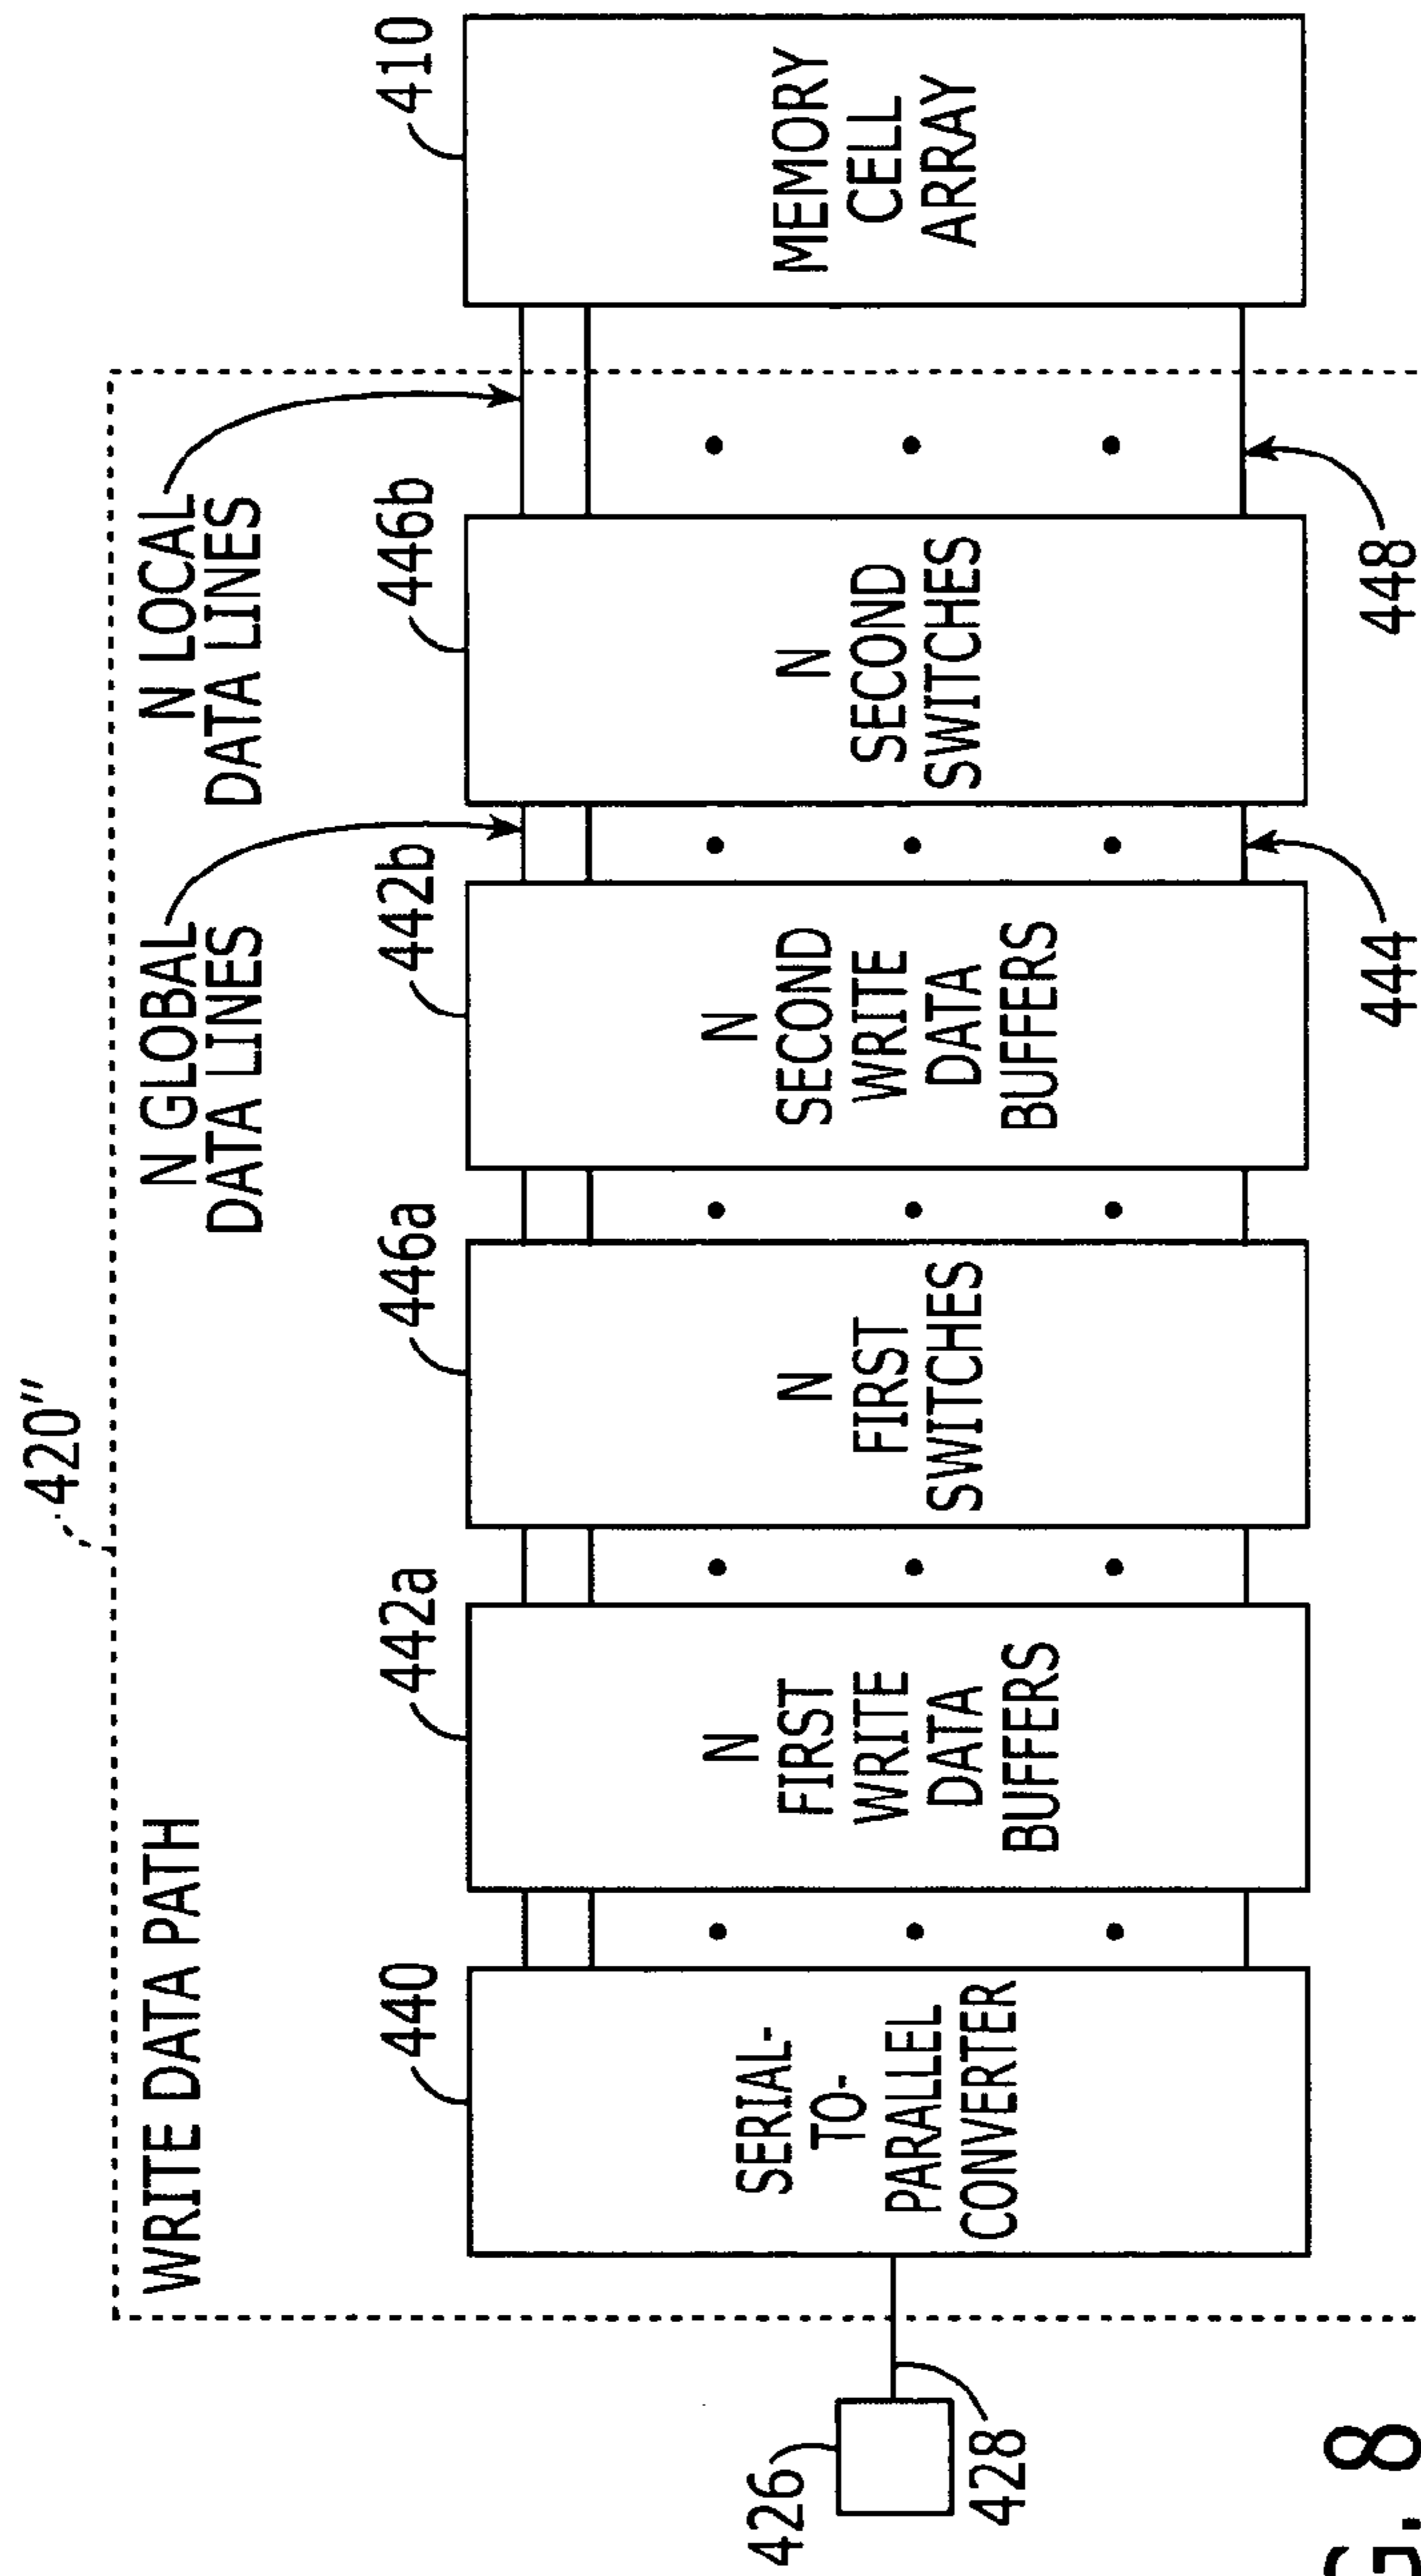 420''
WRITE DATA PATH
N GLOBAL
DATA LINES
N LOCAL
DATA LINES
440
442a
446a
442b
446b
410
SERIAL-
TO-
PARALLEL
CONVERTER
N
FIRST
WRITE
DATA
BUFFERS
N
FIRST
SWITCHES
N
SECOND
WRITE
DATA
BUFFERS
N
SECOND
SWITCHES
MEMORY
CELL
ARRAY
426
428
444
448
G. 8